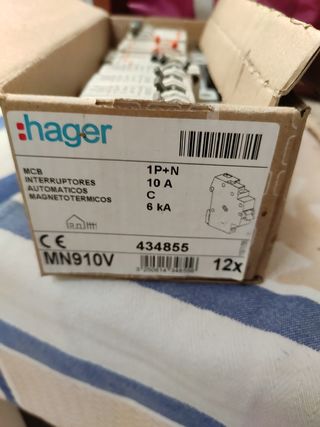 :hager
MCB
INTERRUPTORES
AUTOMATICOS
MAGNETOTERMICOS
1P+N
10 A
C
6 kA
CE
434855
MN910V
12x